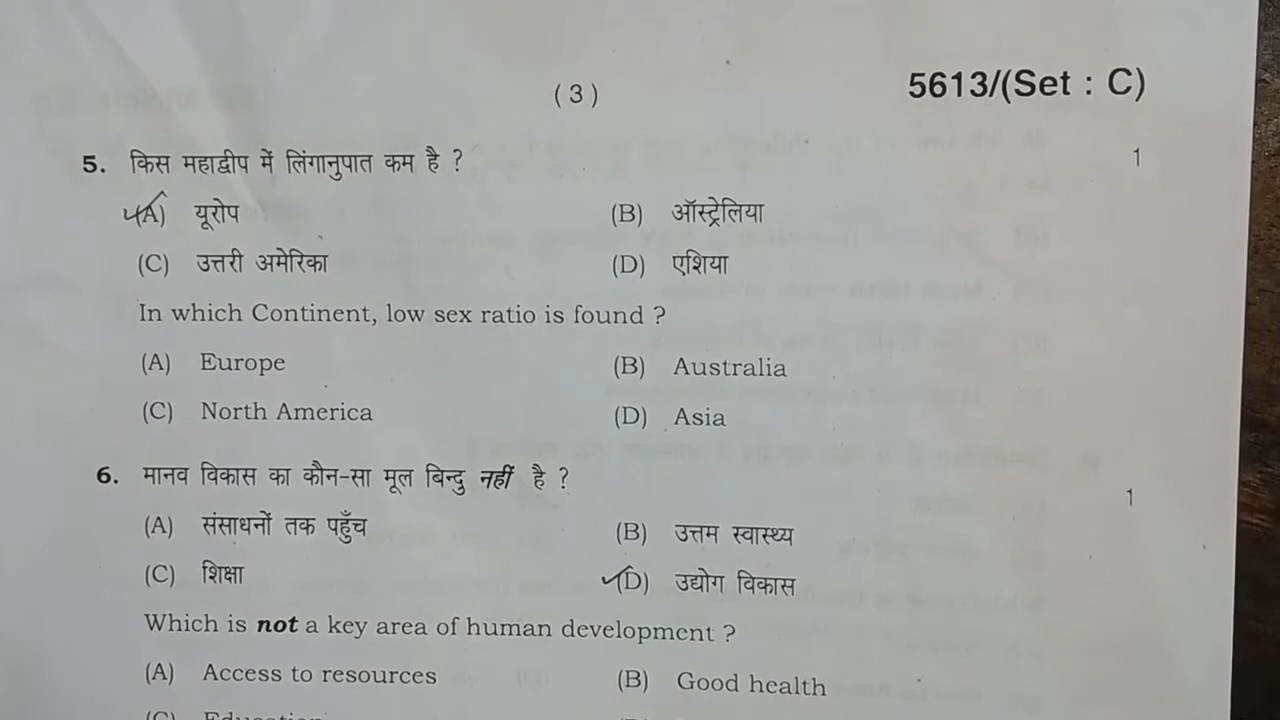 (3)
5613/(Set : C)
5. किस महाद्वीप में लिंगानुपात कम है ? 1
(A) यूरोप (B) ऑस्ट्रेलिया
(C) उत्तरी अमेरिका (D) एशिया
In which Continent, low sex ratio is found ?
(A) Europe (B) Australia
(C) North America (D) Asia
6. मानव विकास का कौन-सा मूल बिन्दु नहीं है ? 1
(A) संसाधनों तक पहुँच (B) उत्तम स्वास्थ्य
(C) शिक्षा (D) उद्योग विकास
Which is not a key area of human development ?
(A) Access to resources (B) Good health
(C) Education